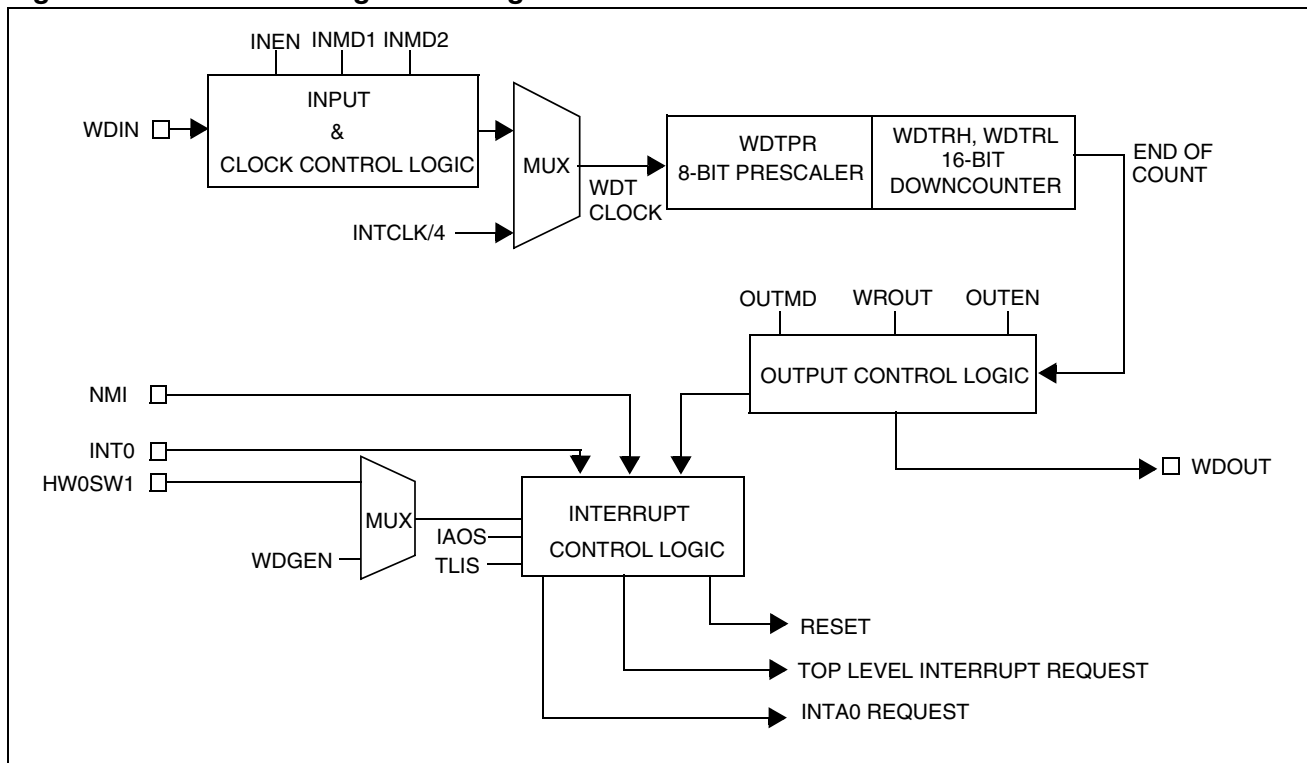 INEN INMD1 INMD2
INPUT
&
CLOCK CONTROL LOGIC
WDIN
MUX
INTCLK/4
WDT
CLOCK
WDTPR
8-BIT PRESCALER
WDTRH, WDTRL
16-BIT
DOWNCOUNTER
END OF
COUNT
OUTMD WROUT OUTEN
OUTPUT CONTROL LOGIC
NMI
INT0
HW0SW1
WDOUT
MUX
WDGEN
IAOS
TLIS
INTERRUPT
CONTROL LOGIC
RESET
TOP LEVEL INTERRUPT REQUEST
INTA0 REQUEST